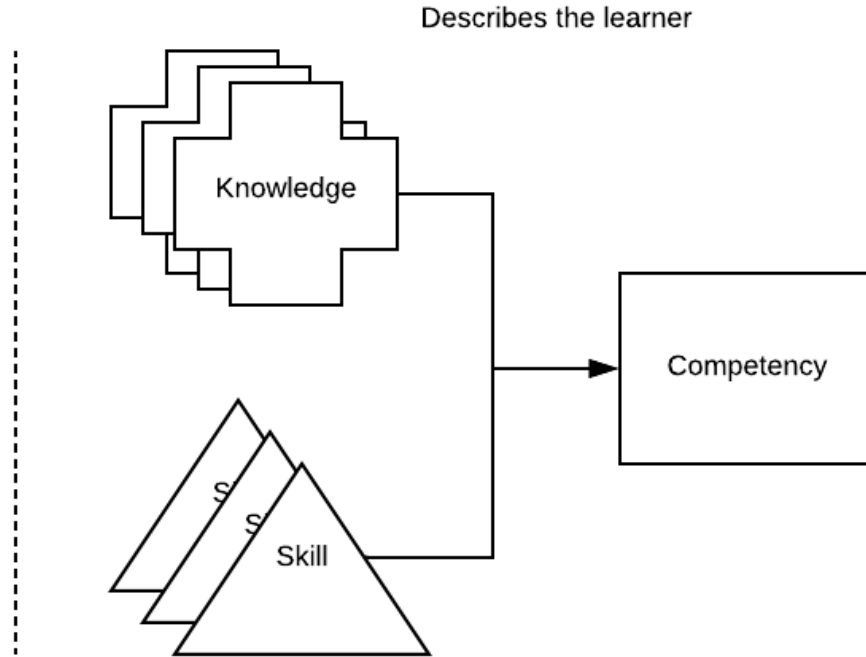 Describes the learner
Knowledge
Competency
S
S
Skill